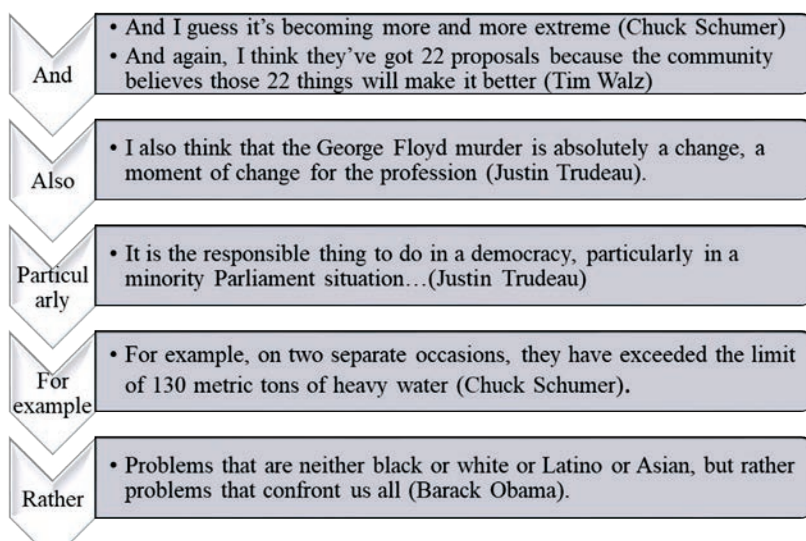 And
• And I guess it's becoming more and more extreme (Chuck Schumer)
• And again, I think they've got 22 proposals because the community
believes those 22 things will make it better (Tim Walz)
Also
• I also think that the George Floyd murder is absolutely a change, a
moment of change for the profession (Justin Trudeau).
Particul
arly
• It is the responsible thing to do in a democracy, particularly in a
minority Parliament situation…(Justin Trudeau)
For
example
• For example, on two separate occasions, they have exceeded the limit
of 130 metric tons of heavy water (Chuck Schumer).
Rather
• Problems that are neither black or white or Latino or Asian, but rather
problems that confront us all (Barack Obama).